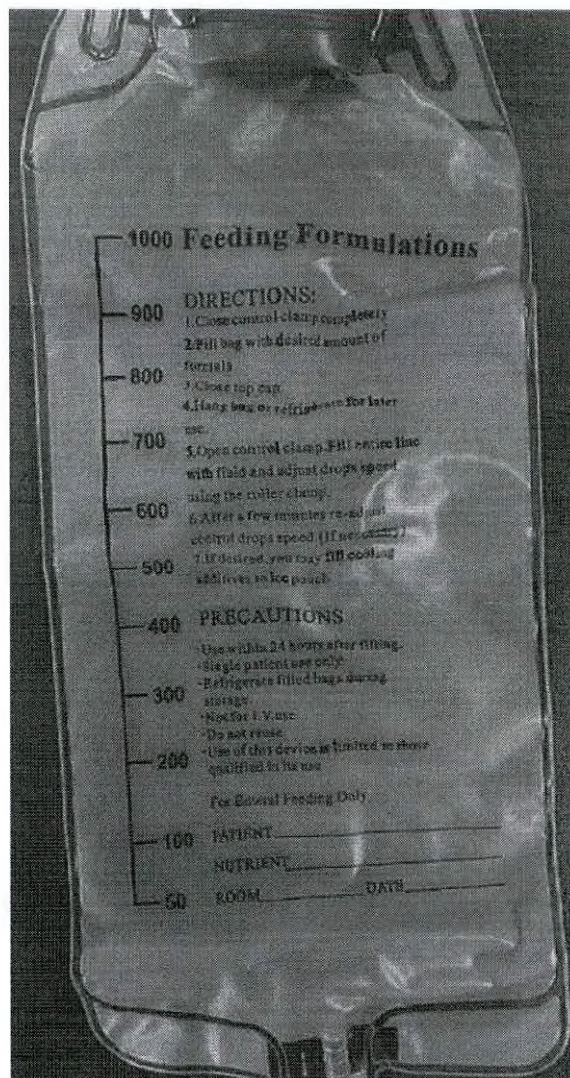 1000 Feeding Formulations
DIRECTIONS:
900
1.Close control clamp completely
2.Fill bag with desired amount of
formula
800
3.Close top cap.
4.Hang bag or refrigerate for later
use.
700
5.Open control clamp.Fill entire line
with fluid and adjust drops speed
using the roller clamp.
600
6.After a few minutes re-adjust
control drops speed.(If necessary)
500
7.If desired, you may fill cooling
additives to ice pouch
400
PRECAUTIONS
·Use within 24 hours after filling.
·Single patient use only.
·Refrigerate filled bags during
storage.
300
·Not for I.V.use
·Do not reuse
·Use of this device is limited to those
qualified in its use
200
For Enteral Feeding Only
100
PATIENT
NUTRIENT
50
ROOM DATE